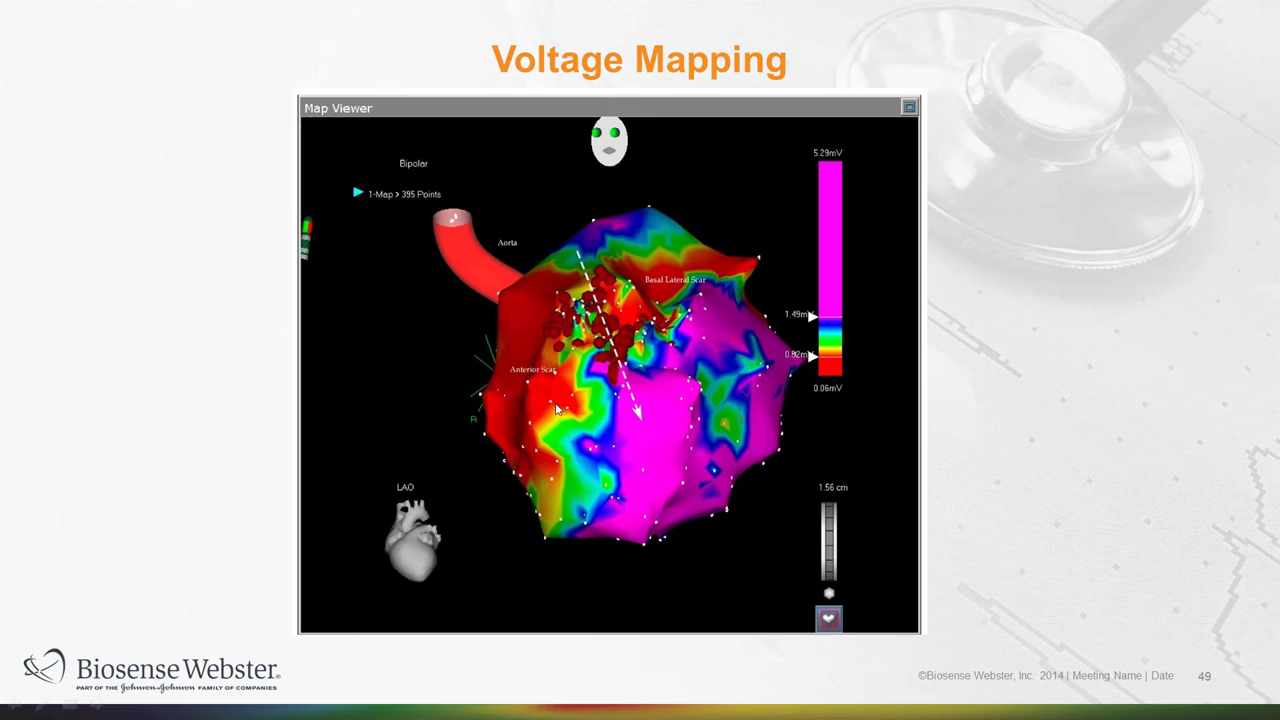 Voltage Mapping
Map Viewer
Bipolar
1-Map > 395 Points
5.29mV
Aorta
Basal Lateral Scar
1.49mV
0.92mV
Anterior Scar
0.06mV
R
LAO
1.56 cm
Biosense Webster.
PART OF THE Johnson-Johnson FAMILY OF COMPANIES
©Biosense Webster, Inc. 2014 | Meeting Name | Date 49